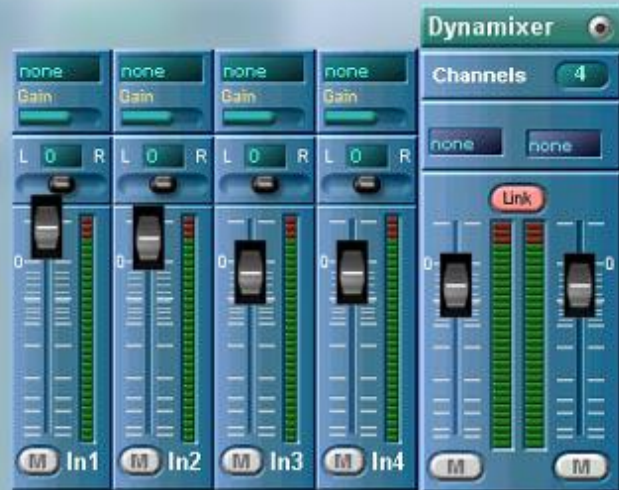 Dynamixer
Channels 4
none none none none
Gain Gain Gain Gain
none none
L 0 R L 0 R L 0 R L 0 R
Link
0 0 0 0 0 0
M In1 M In2 M In3 M In4 M M